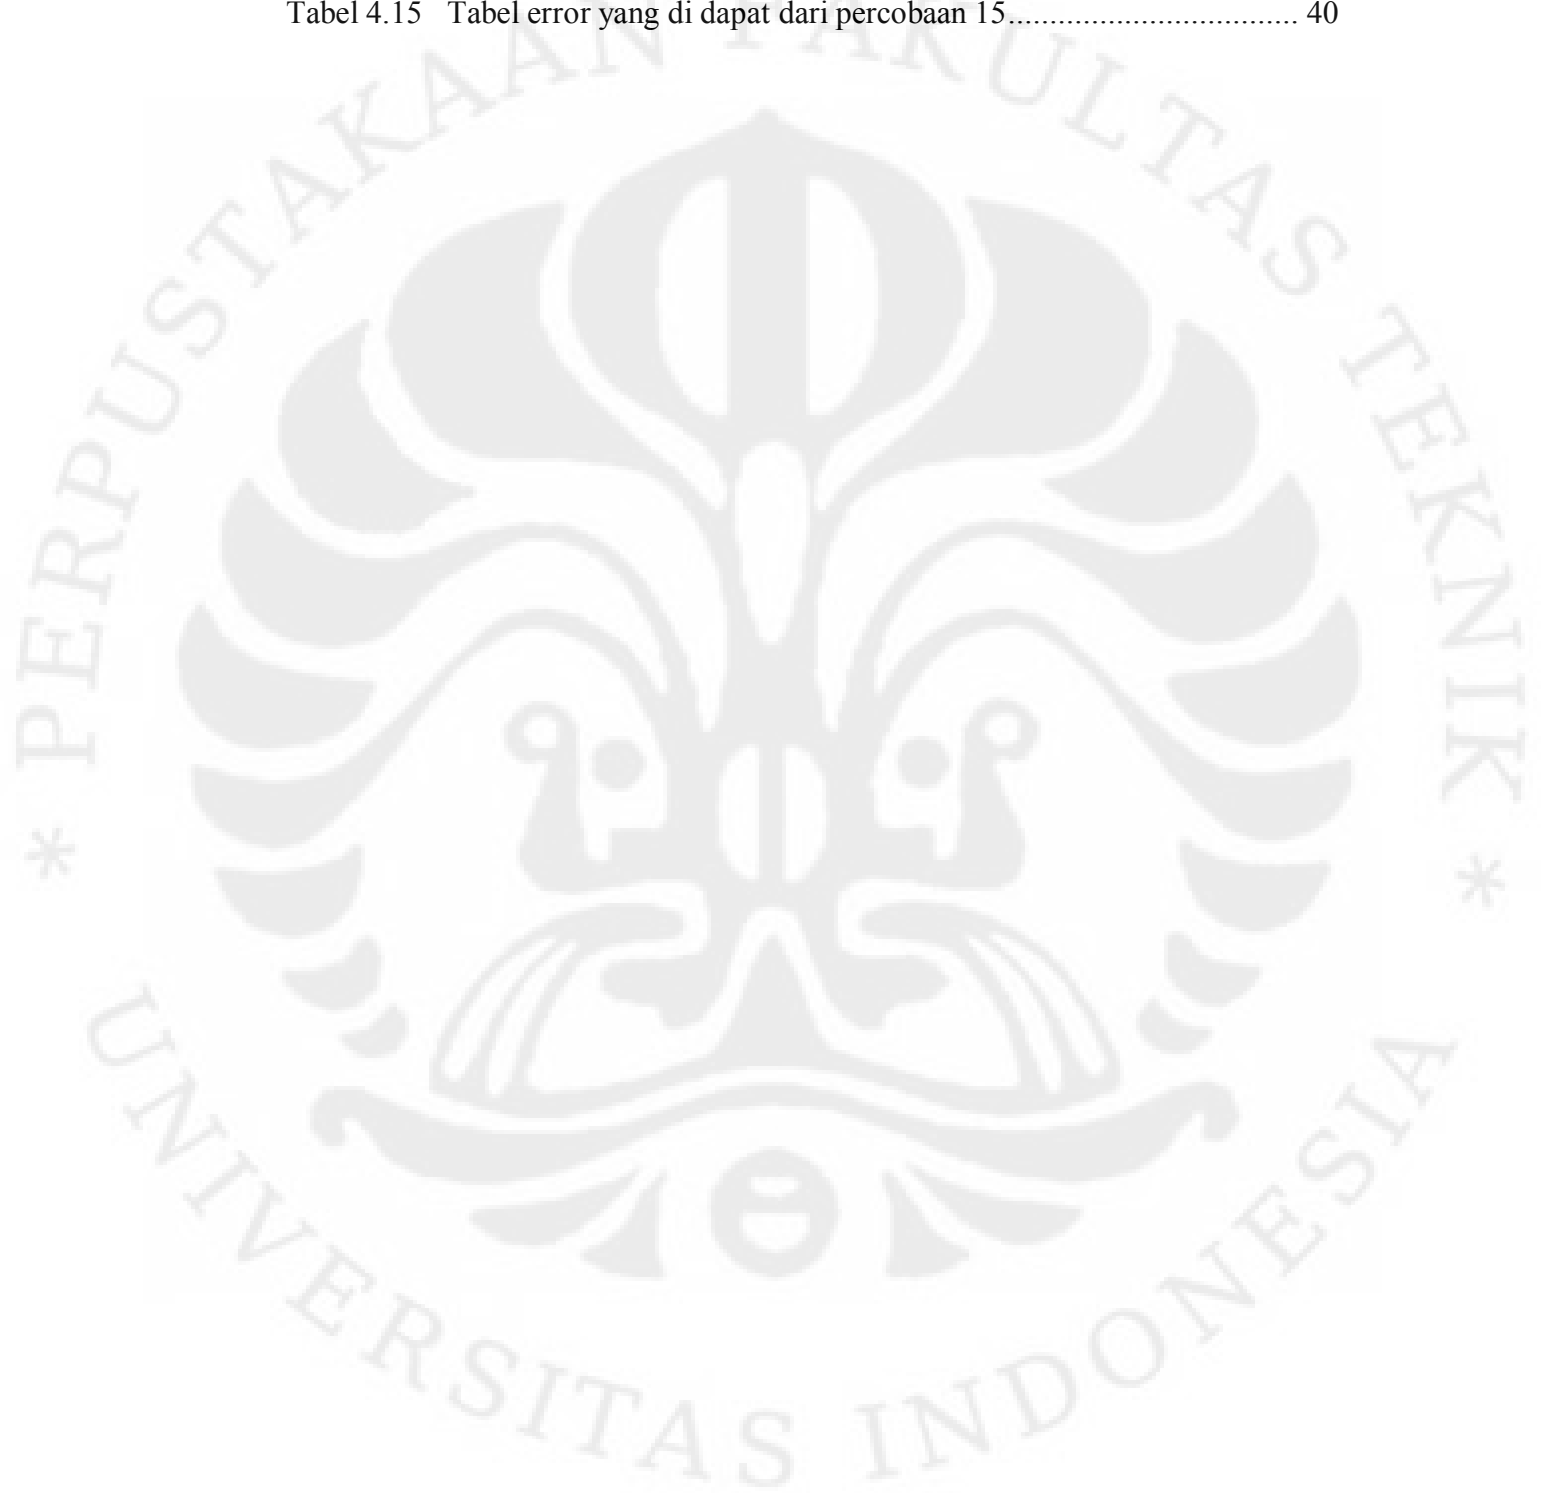 Tabel 4.15 Tabel error yang di dapat dari percobaan 15.................................. 40
PERPUSTAKAAN FAKULTAS TEKNIK
* UNIVERSITAS INDONESIA *